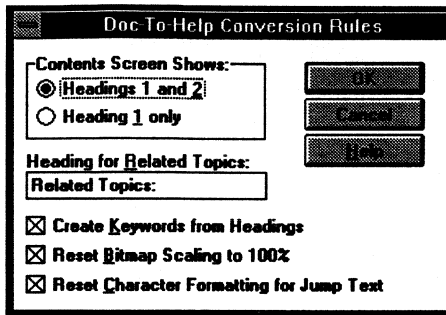 Doc-To-Help Conversion Rules
Contents Screen Shows:
Headings 1 and 2
Heading 1 only
OK
Cancel
Help
Heading for Related Topics:
Related Topics:
Create Keywords from Headings
Reset Bitmap Scaling to 100%
Reset Character Formatting for Jump Text